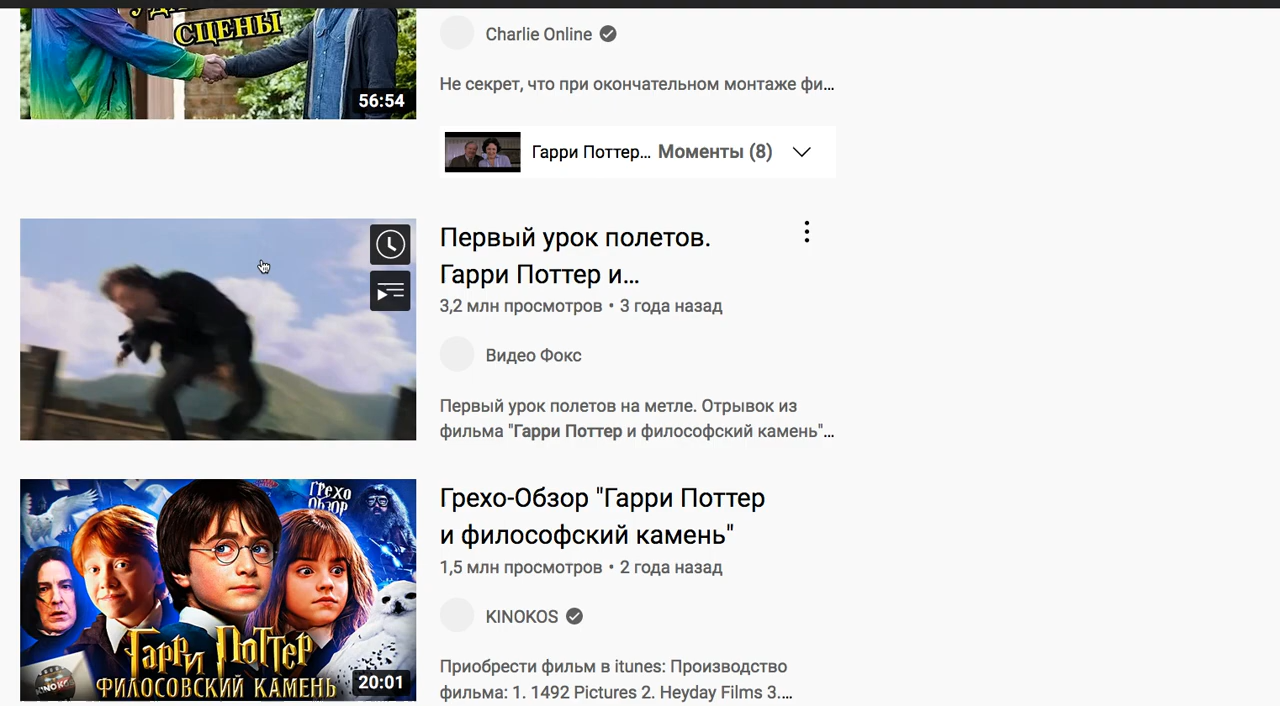 СЦЕНЫ
56:54
Charlie Online
Не секрет, что при окончательном монтаже фи...
Гарри Поттер... Моменты (8)
Первый урок полетов.
Гарри Поттер и...
3,2 млн просмотров • 3 года назад
Видео Фокс
Первый урок полетов на метле. Отрывок из
фильма "Гарри Поттер и философский камень"...
ГРЕХО
ОБЗОР
Гарри Поттер
ФИЛОСОВСКИЙ КАМЕНЬ
KINOKOS
20:01
Грехо-Обзор "Гарри Поттер
и философский камень"
1,5 млн просмотров • 2 года назад
KINOKOS
Приобрести фильм в itunes: Производство
фильма: 1. 1492 Pictures 2. Heyday Films 3....